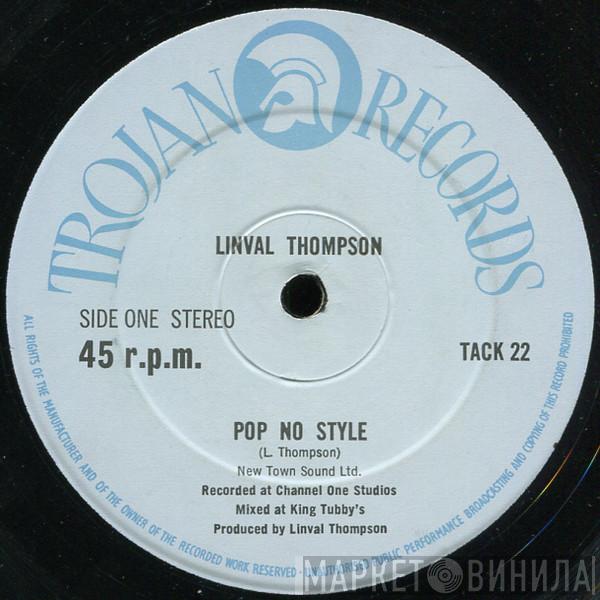 TROJAN RECORDS
LINVAL THOMPSON
SIDE ONE STEREO
45 r.p.m.
TACK 22
POP NO STYLE
(L. Thompson)
New Town Sound Ltd.
Recorded at Channel One Studios
Mixed at King Tubby's
Produced by Linval Thompson
ALL RIGHTS OF THE MANUFACTURER AND OF THE OWNER OF THE RECORDED WORK RESERVED - UNAUTHORISED PUBLIC PERFORMANCE BROADCASTING AND COPYING OF THIS RECORD PROHIBITED
МАРКЕТ ВИНИЛА